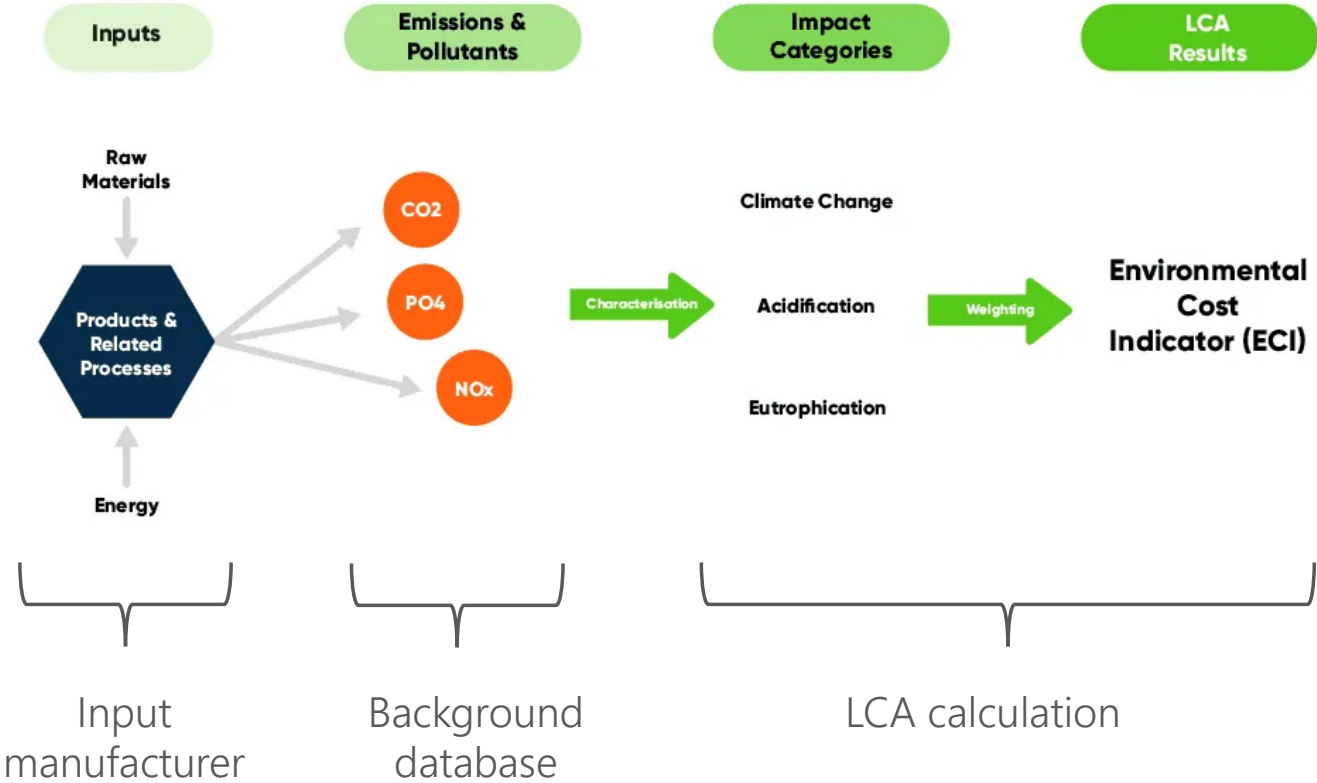 Inputs
Emissions &
Pollutants
Impact
Categories
LCA
Results
Raw
Materials
Products &
Related
Processes
Energy
CO2
PO4
NOx
Characterisation
Climate Change
Acidification
Eutrophication
Weighting
Environmental
Cost
Indicator (ECI)
Input
manufacturer
Background
database
LCA calculation